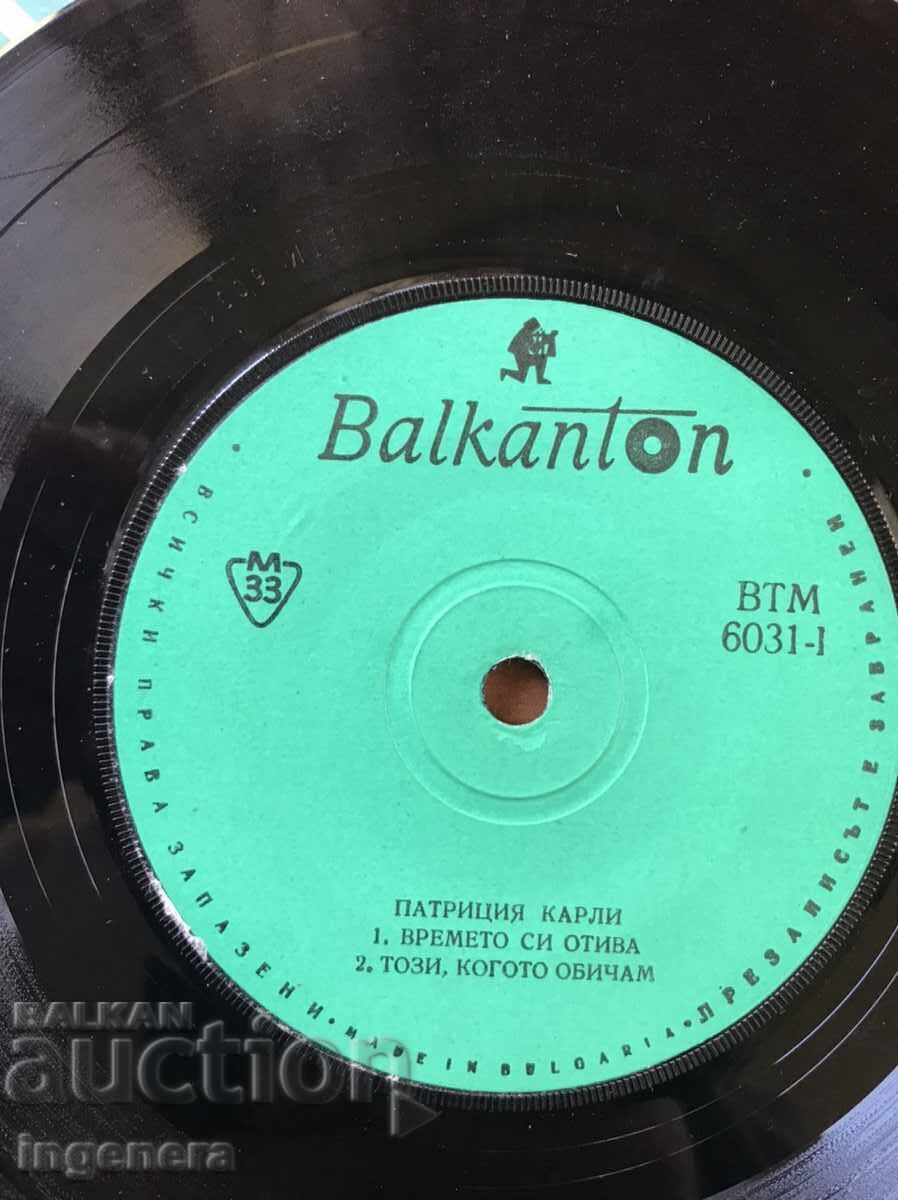 Balkanton
M
33
ВТМ
6031-I
ПАТРИЦИЯ КАРЛИ
1. ВРЕМЕТО СИ ОТИВА
2. ТОЗИ, КОГОТО ОБИЧАМ
• ВСИЧКИ ПРАВА ЗАПАЗЕНИ • MADE IN BULGARIA • ПРЕЗАПИСЪТ Е ЗАБРАНЕН •
BALKAN
auction
ingenera